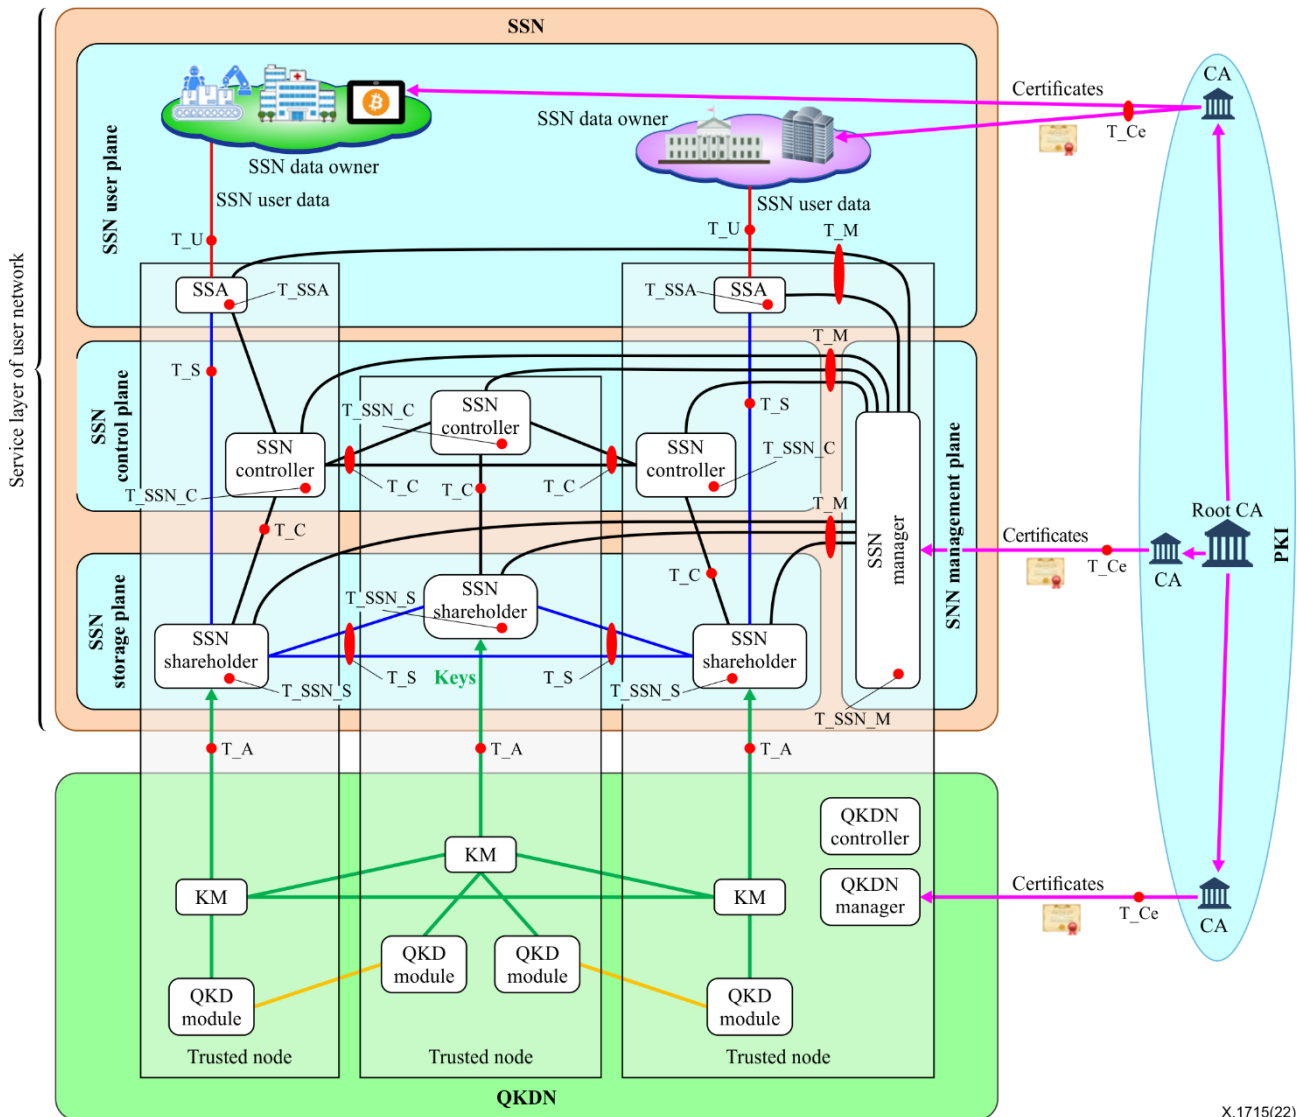 SSN
CA
Certificates
T_Ce
SSN data owner
SSN data owner
SSN user data
SSN user data
SSN user plane
T_U
T_U
T_M
SSA
T_SSA
T_SSA
SSA
Service layer of user network
T_S
T_M
T_S
SSN
control plane
SSN
controller
T_SSN_C
SSN
controller
SSN
controller
T_SSN_C
T_SSN_C
T_C
T_C
T_C
T_C
T_M
SSN
manager
SNN management plane
Certificates
T_Ce
CA
Root CA
PKI
SSN
storage plane
T_C
T_SSN_S
SSN
shareholder
SSN
shareholder
SSN
shareholder
T_SSN_S
T_S
Keys
T_S
T_SSN_S
T_SSN_M
T_A
T_A
T_A
QKDN
controller
KM
KM
KM
QKDN
manager
Certificates
T_Ce
CA
QKD
module
QKD
module
QKD
module
QKD
module
Trusted node
Trusted node
Trusted node
QKDN
X.1715(22)